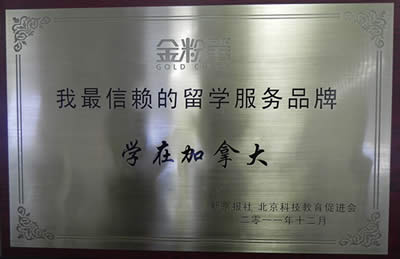 金粉
GOLD
我最信赖的留学服务品牌
学在加拿大
京报社 北京科技教育促进会
二零一一年十二月